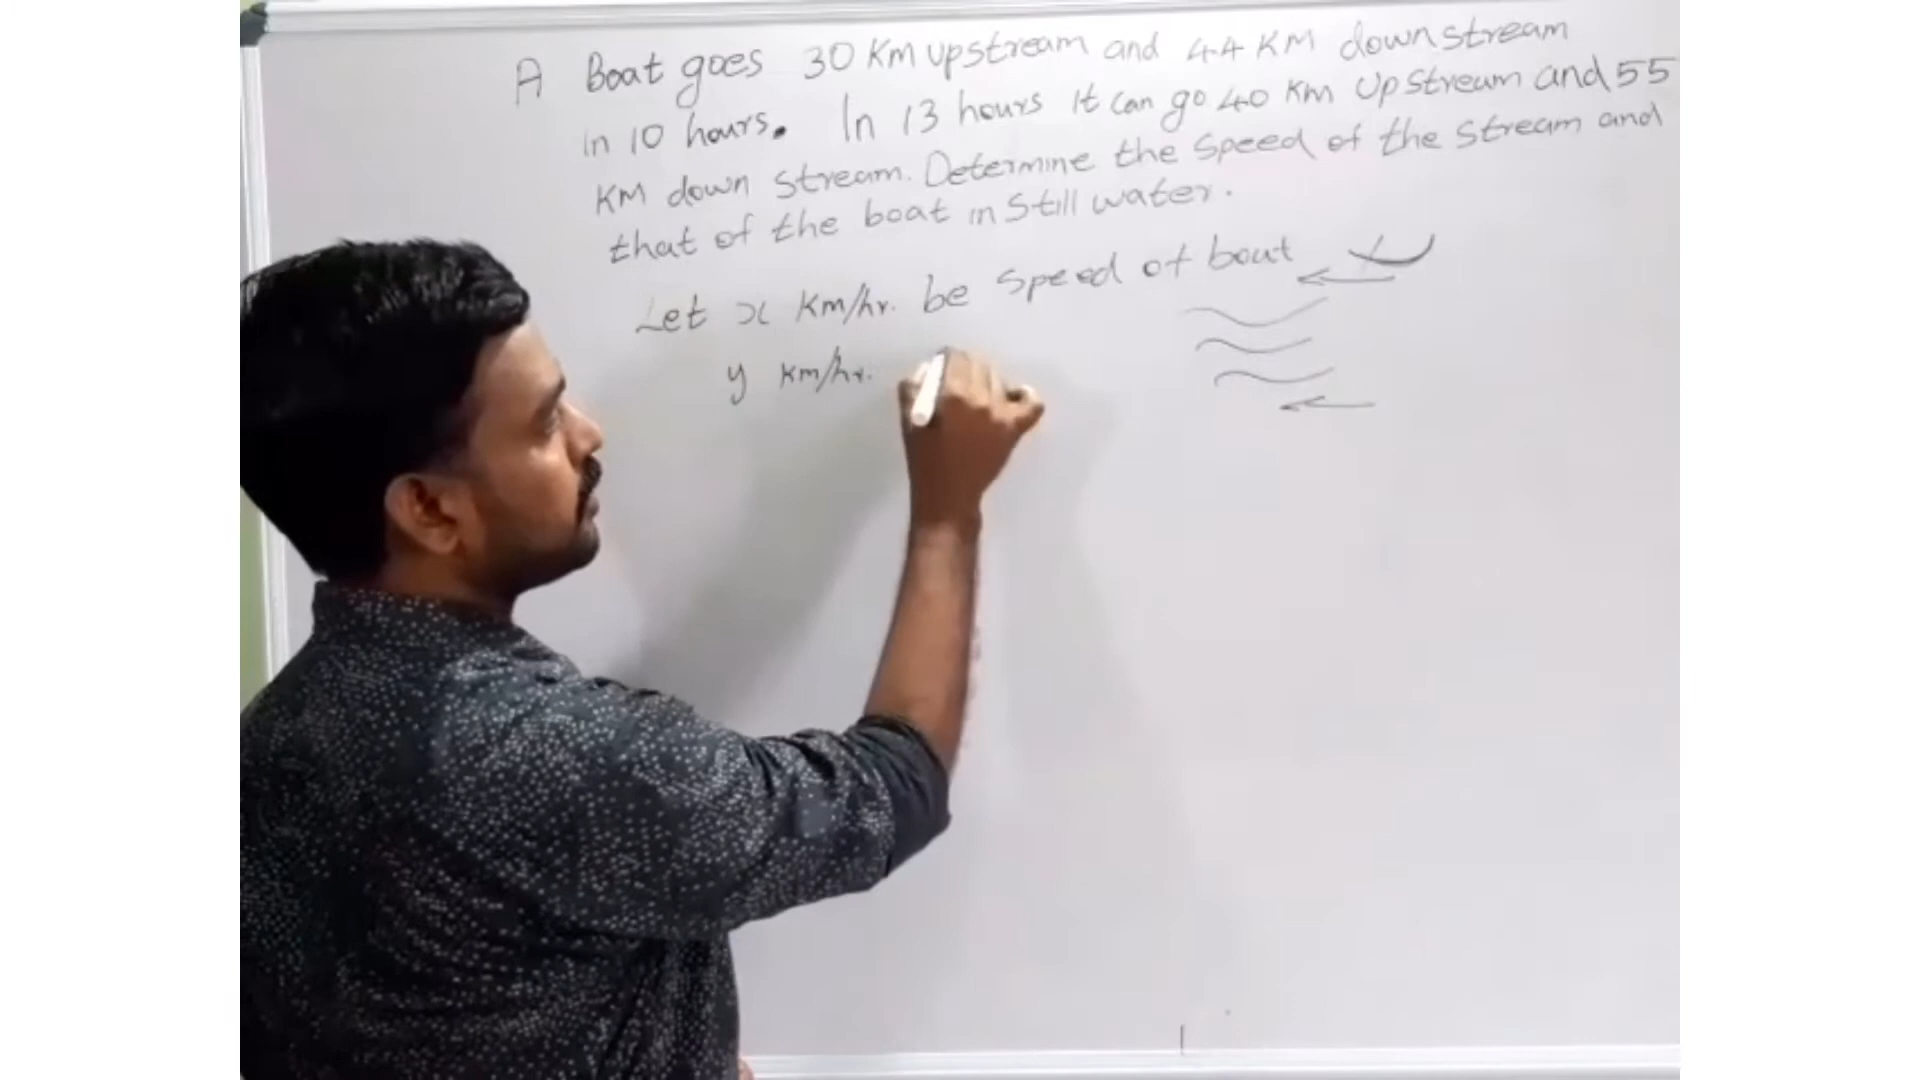 A Boat goes 30 KM upstream and 44 KM downstream
in 10 hours. In 13 hours It can go 40 KM Upstream and 55
KM down stream. Determine the speed of the stream and
that of the boat in still water.
Let x Km/hr. be speed of boat
y km/hr.